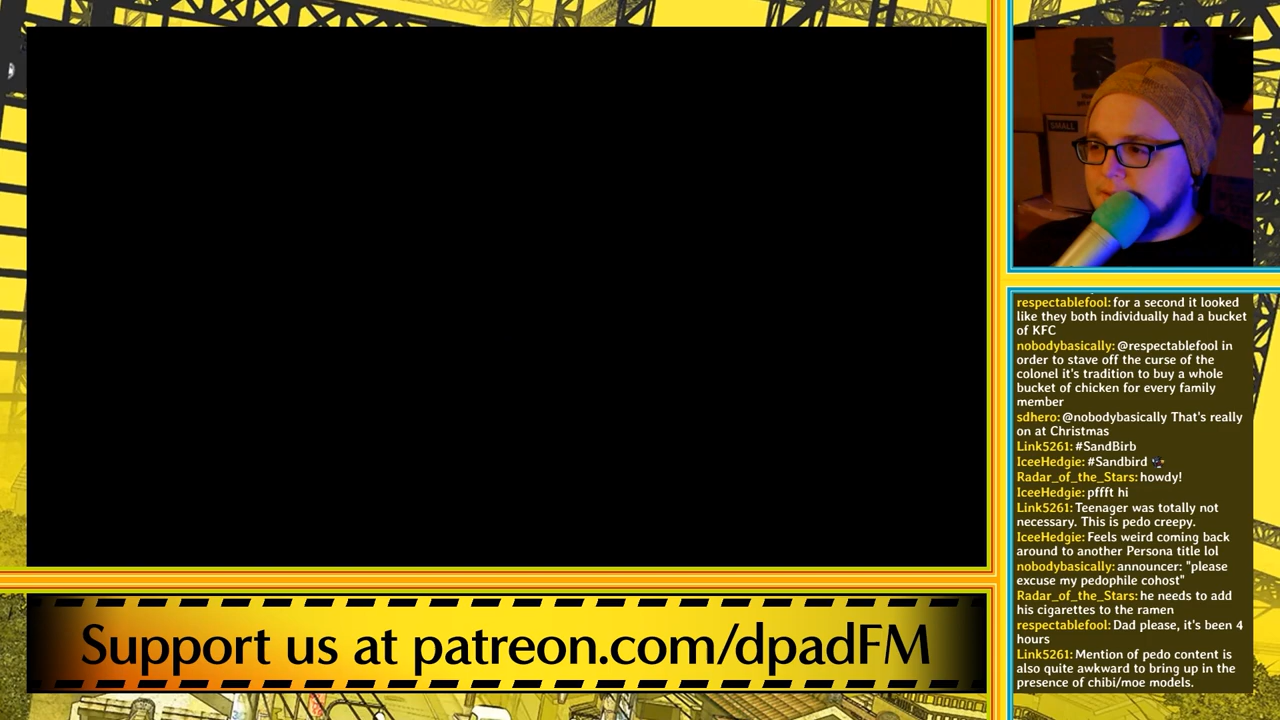 SMALL
respectablefool: for a second it looked
like they both individually had a bucket
of KFC
nobodybasically: @respectablefool in
order to stave off the curse of the
colonel it's tradition to buy a whole
bucket of chicken for every family
member
sdhero: @nobodybasically That's really
on at Christmas
Link5261: #SandBirb
IceeHedgie: #Sandbird
Radar_of_the_Stars: howdy!
IceeHedgie: pffft hi
Link5261: Teenager was totally not
necessary. This is pedo creepy.
IceeHedgie: Feels weird coming back
around to another Persona title lol
nobodybasically: announcer: "please
excuse my pedophile cohost"
Radar_of_the_Stars: he needs to add
his cigarettes to the ramen
respectablefool: Dad please, it's been 4
hours
Link5261: Mention of pedo content is
also quite awkward to bring up in the
presence of chibi/moe models.
Support us at patreon.com/dpadFM